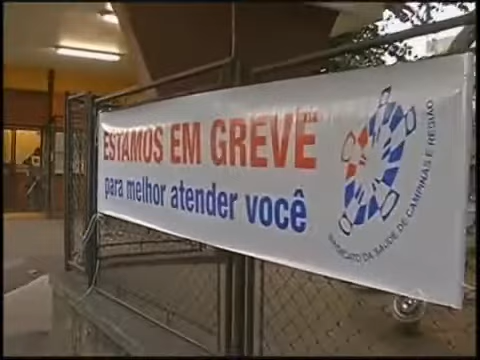 ESTAMOS EM GREVE
para melhor atender você
SINDICATO DA SAÚDE DE CAMPINAS E REGIÃO